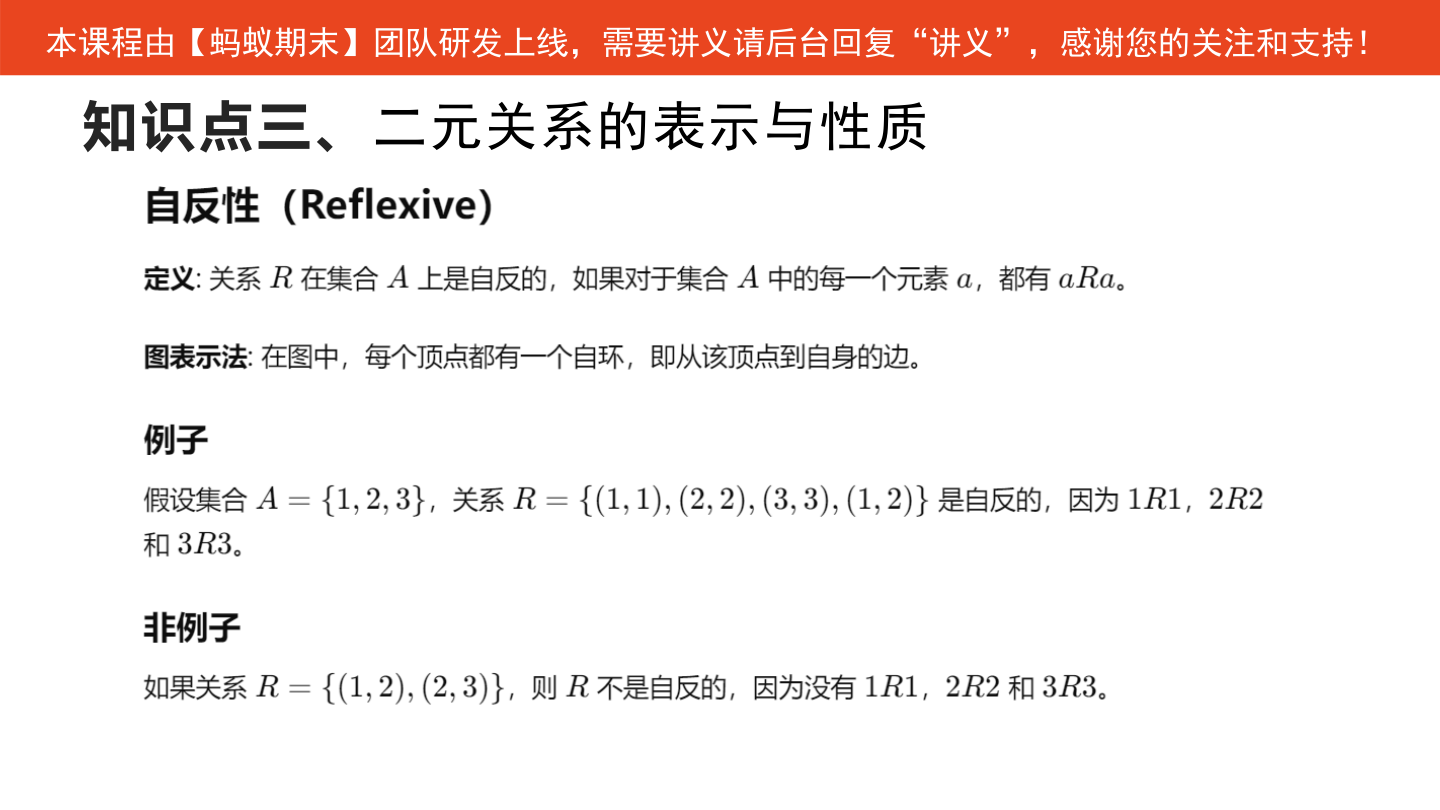 本课程由【蚂蚁期末】团队研发上线，需要讲义请后台回复“讲义”，感谢您的关注和支持！
知识点三、二元关系的表示与性质
自反性（Reflexive）
定义: 关系 R 在集合 A 上是自反的，如果对于集合 A 中的每一个元素 a，都有 aRa。
图表示法: 在图中，每个顶点都有一个自环，即从该顶点到自身的边。
例子
假设集合 A = {1, 2, 3}，关系 R = {(1, 1), (2, 2), (3, 3), (1, 2)} 是自反的，因为 1R1，2R2
和 3R3。
非例子
如果关系 R = {(1, 2), (2, 3)}，则 R 不是自反的，因为没有 1R1，2R2 和 3R3。